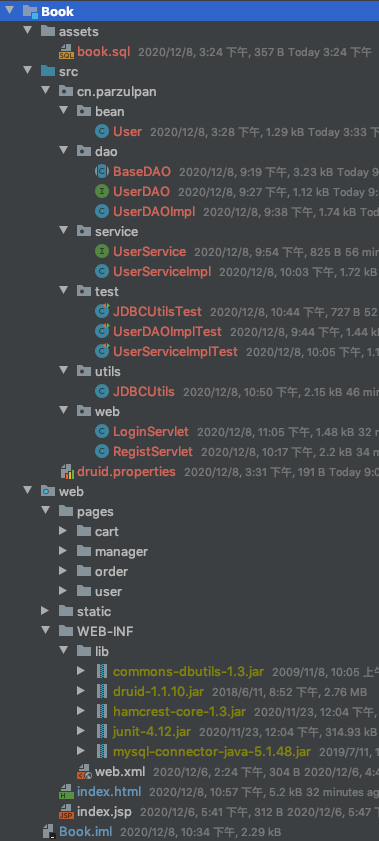 Book
assets
book.sql 2020/12/8, 3:24 下午, 357 B Today 3:24 下午
src
cn.parzulpan
bean
User 2020/12/8, 3:28 下午, 1.29 kB Today 3:33 下
dao
BaseDAO 2020/12/8, 9:19 下午, 3.23 kB Today 9
UserDAO 2020/12/8, 9:27 下午, 1.12 kB Today 9:
UserDAOImpl 2020/12/8, 9:38 下午, 1.74 kB Tod
service
UserService 2020/12/8, 9:54 下午, 825 B 56 min
UserServiceImpl 2020/12/8, 10:03 下午, 1.72 k
test
JDBCUtilsTest 2020/12/8, 10:44 下午, 727 B 52
UserDAOImplTest 2020/12/8, 9:44 下午, 1.44 k
UserServiceImplTest 2020/12/8, 10:05 下午, 1.1
utils
JDBCUtils 2020/12/8, 10:50 下午, 2.15 kB 46 mi
web
LoginServlet 2020/12/8, 11:05 下午, 1.48 kB 32 m
RegistServlet 2020/12/8, 10:17 下午, 2.2 kB 34 m
druid.properties 2020/12/8, 3:31 下午, 191 B Today 9:0
web
pages
cart
manager
order
user
static
WEB-INF
lib
commons-dbutils-1.3.jar 2009/11/8, 10:05 上午
druid-1.1.10.jar 2018/6/11, 8:52 下午, 2.76 MB
hamcrest-core-1.3.jar 2020/11/23, 12:04 下午,
junit-4.12.jar 2020/11/23, 12:04 下午, 314.93 kB
mysql-connector-java-5.1.48.jar 2019/7/11, 1
web.xml 2020/12/6, 2:24 下午, 304 B 2020/12/6, 4:4
index.html 2020/12/8, 10:57 下午, 5.2 kB 32 minutes ag
index.jsp 2020/12/6, 5:41 下午, 312 B 2020/12/6, 5:47
Book.iml 2020/12/8, 10:34 下午, 2.29 kB